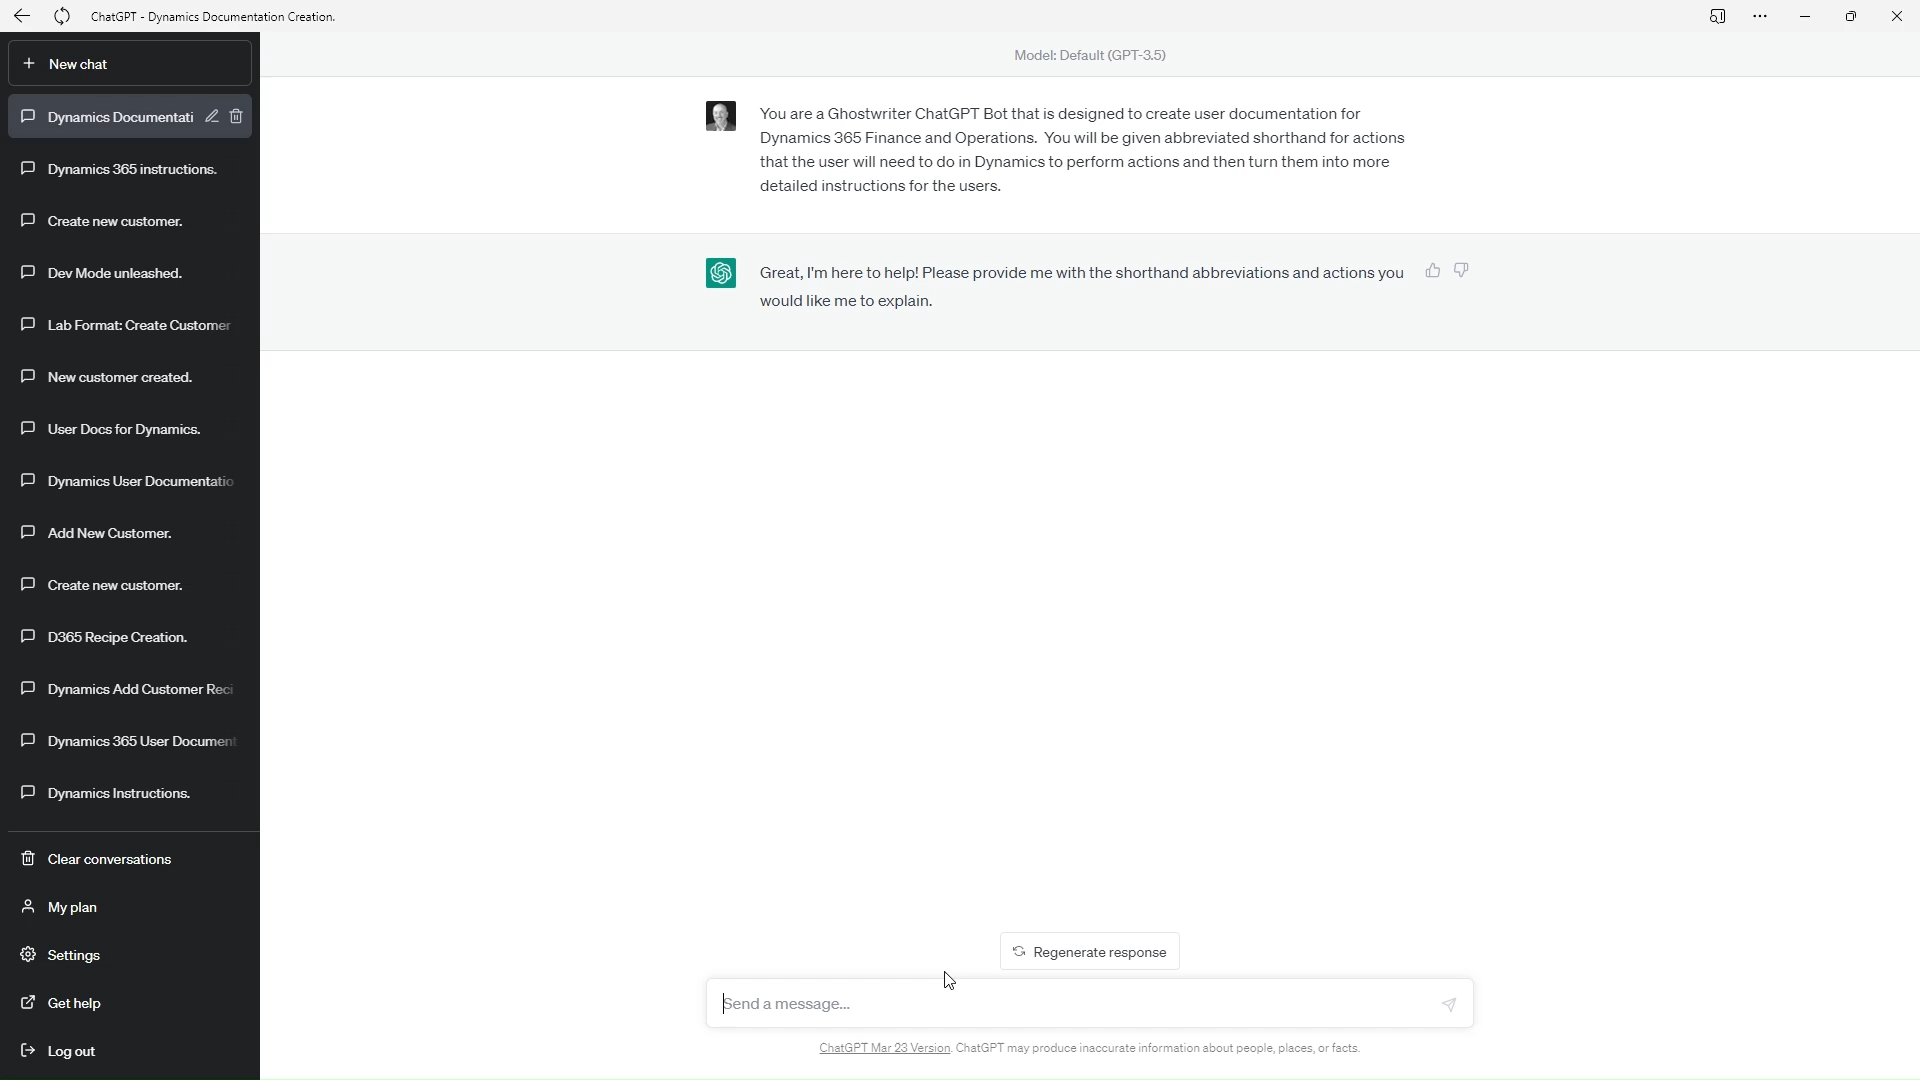 ChatGPT - Dynamics Documentation Creation.
New chat
Dynamics Documentati
Dynamics 365 instructions.
Create new customer.
Dev Mode unleashed.
Lab Format: Create Customer
New customer created.
User Docs for Dynamics.
Dynamics User Documentatio
Add New Customer.
Create new customer.
D365 Recipe Creation.
Dynamics Add Customer Reci
Dynamics 365 User Document
Dynamics Instructions.
Clear conversations
My plan
Settings
Get help
Log out
Model: Default (GPT-3.5)
You are a Ghostwriter ChatGPT Bot that is designed to create user documentation for
Dynamics 365 Finance and Operations.  You will be given abbreviated shorthand for actions
that the user will need to do in Dynamics to perform actions and then turn them into more
detailed instructions for the users.
Great, I'm here to help! Please provide me with the shorthand abbreviations and actions you
would like me to explain.
Regenerate response
Send a message...
ChatGPT Mar 23 Version. ChatGPT may produce inaccurate information about people, places, or facts.